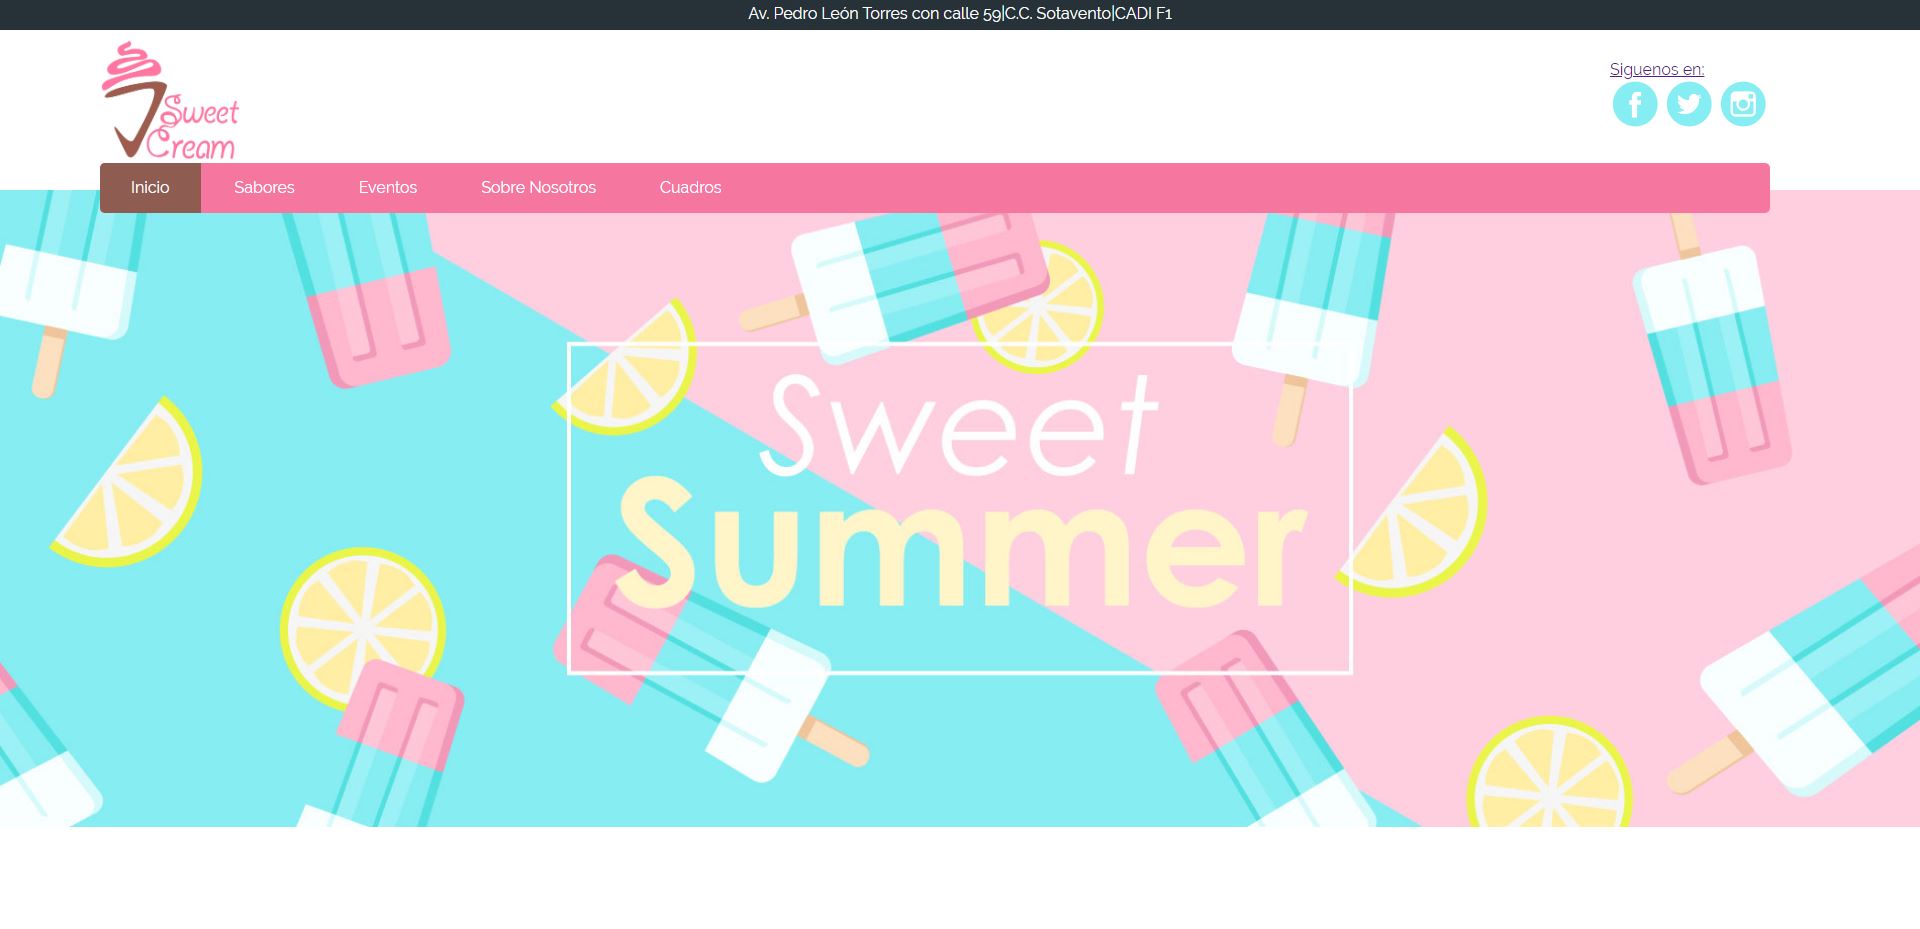 Av. Pedro León Torres con calle 59|C.C. Sotavento|CADI F1
Sweet
Cream
Siguenos en:
Inicio Sabores Eventos Sobre Nosotros Cuadros
Sweet
Summer